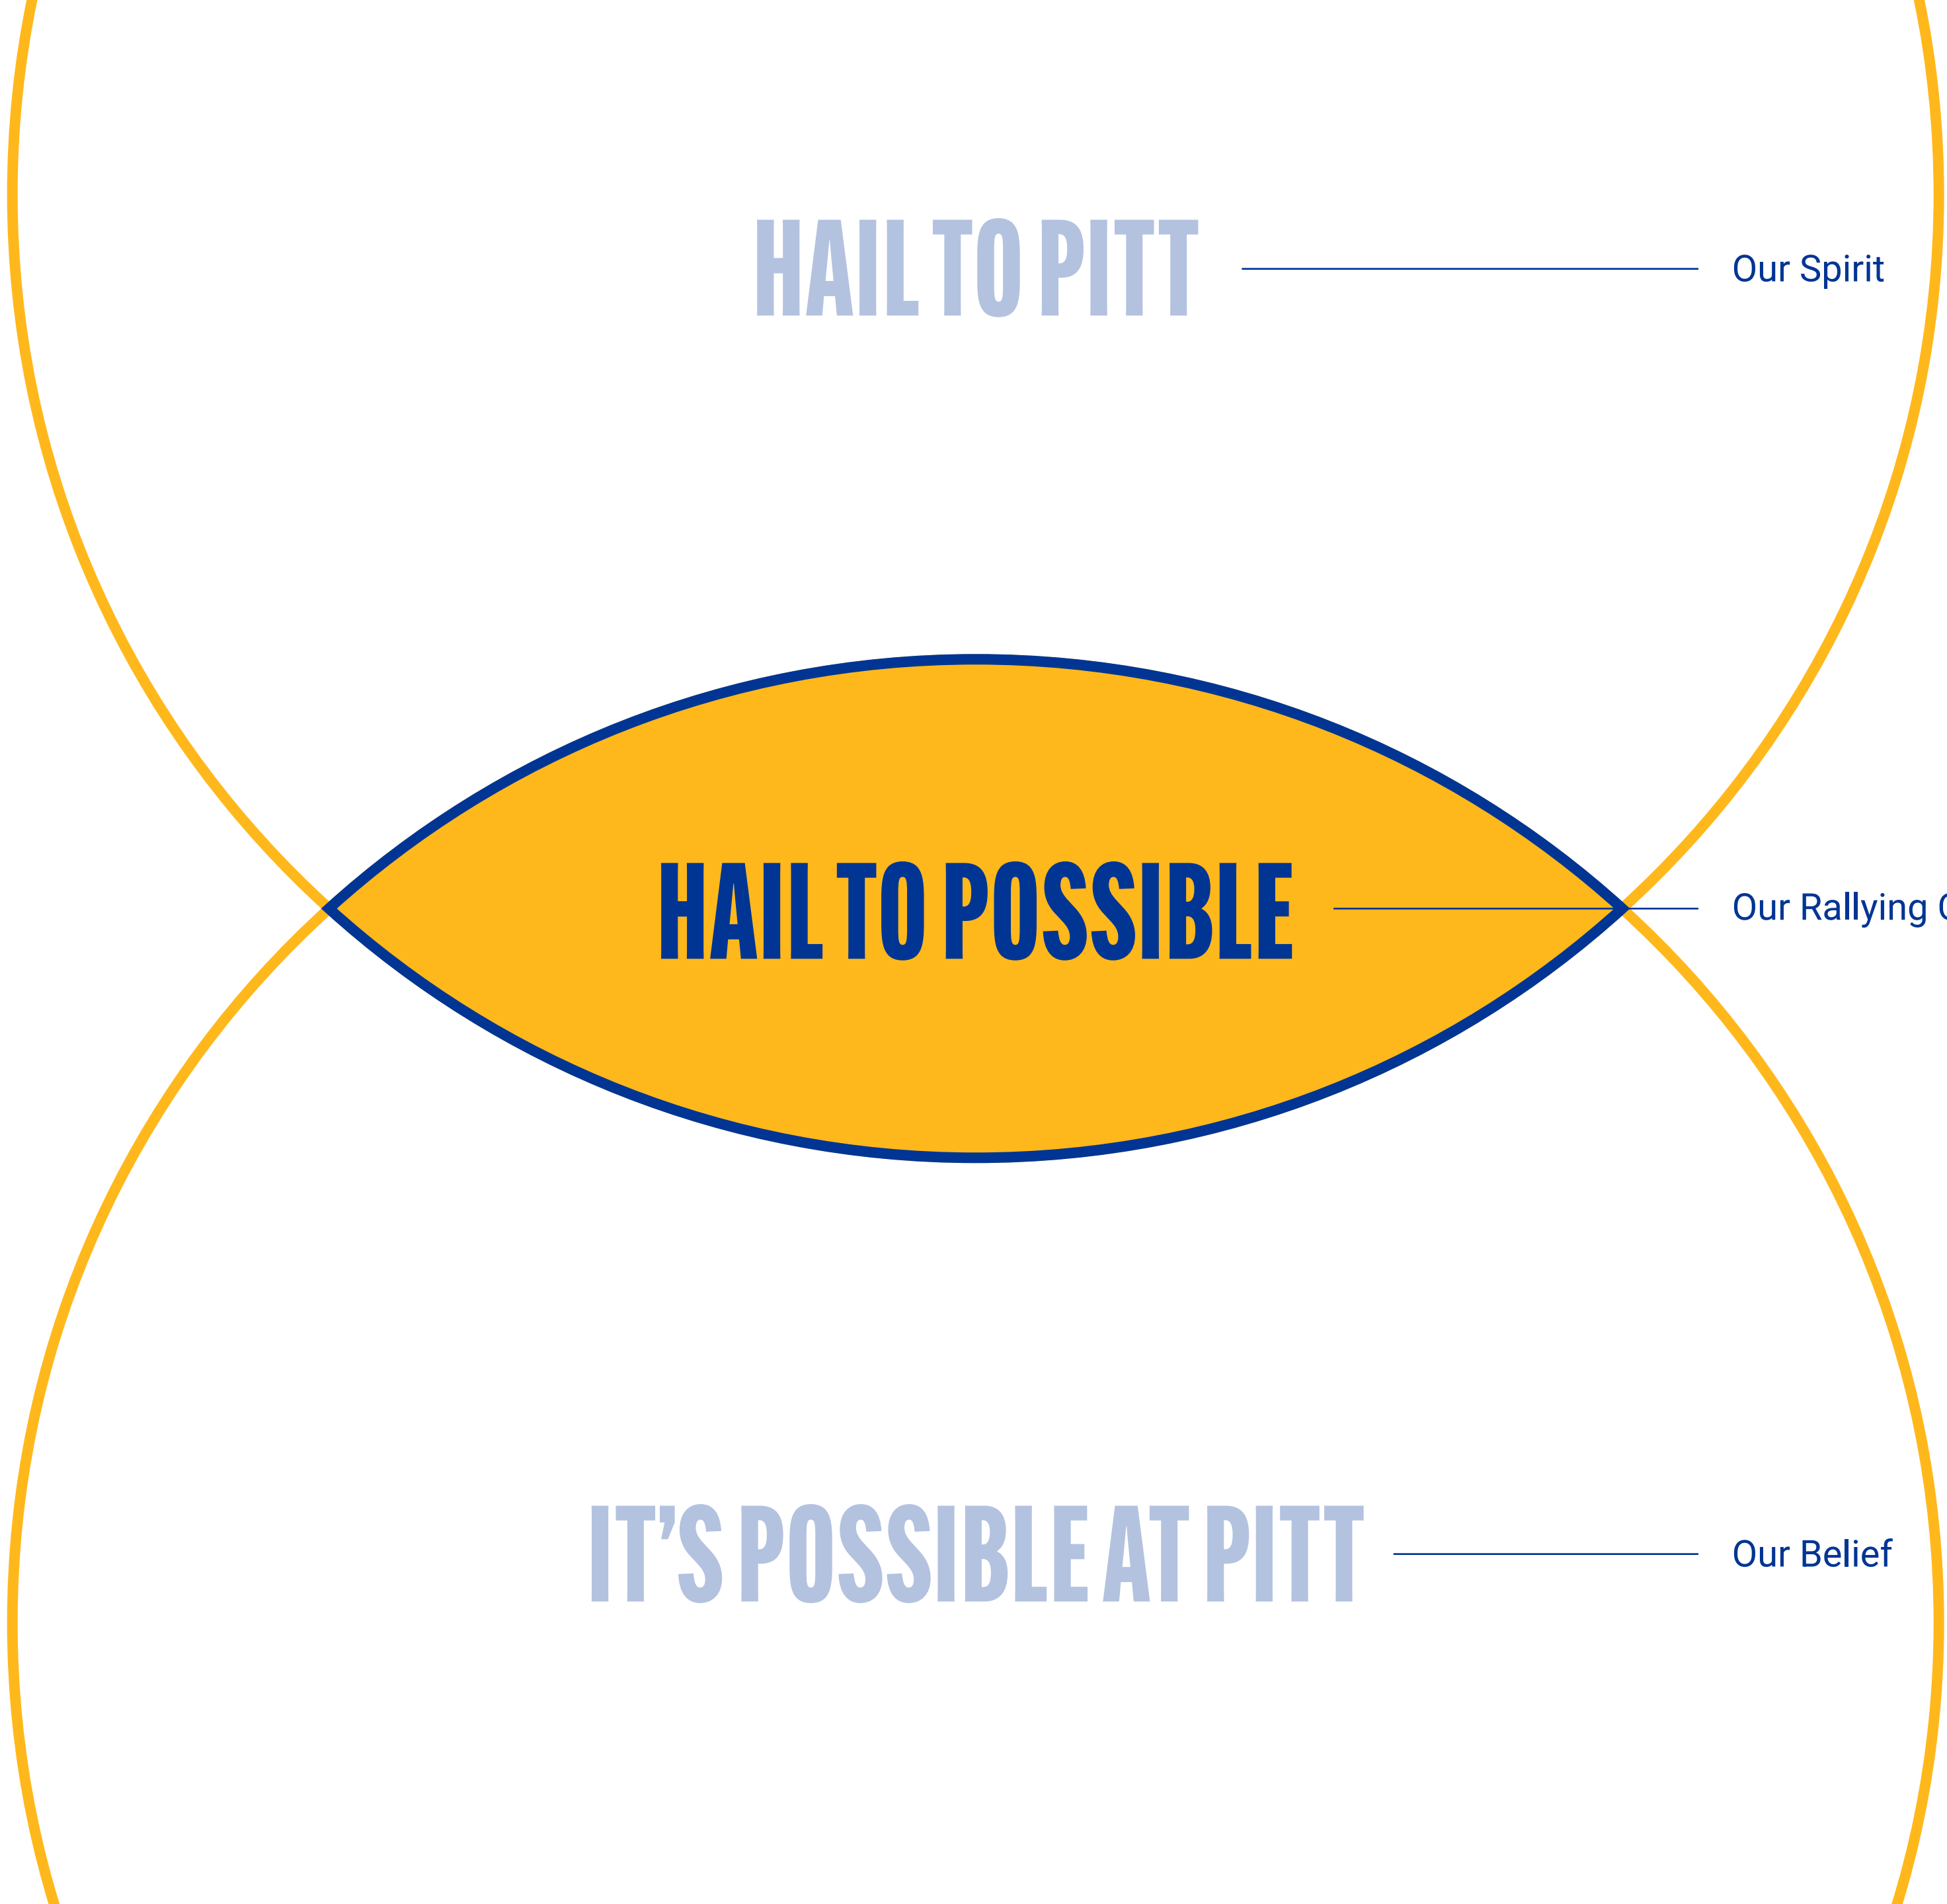 HAIL TO PITT
Our Spirit
HAIL TO POSSIBLE
Our Rallying
IT’S POSSIBLE AT PITT
Our Belief